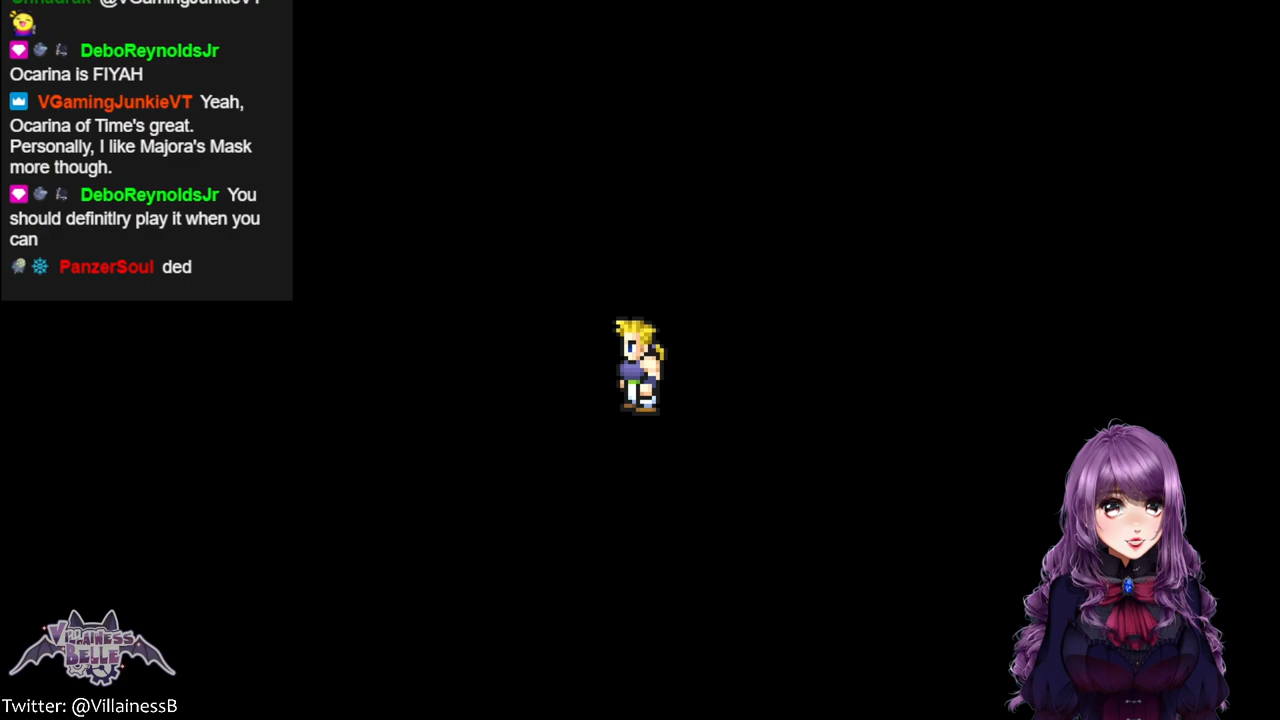 @VGamingJunkieVT
DeboReynoldsJr
Ocarina is FIYAH
VGamingJunkieVT Yeah,
Ocarina of Time's great.
Personally, I like Majora's Mask
more though.
DeboReynoldsJr You
should definitlry play it when you
can
PanzerSoul ded
VILLAINESS
BELLE
Twitter: @VillainessB